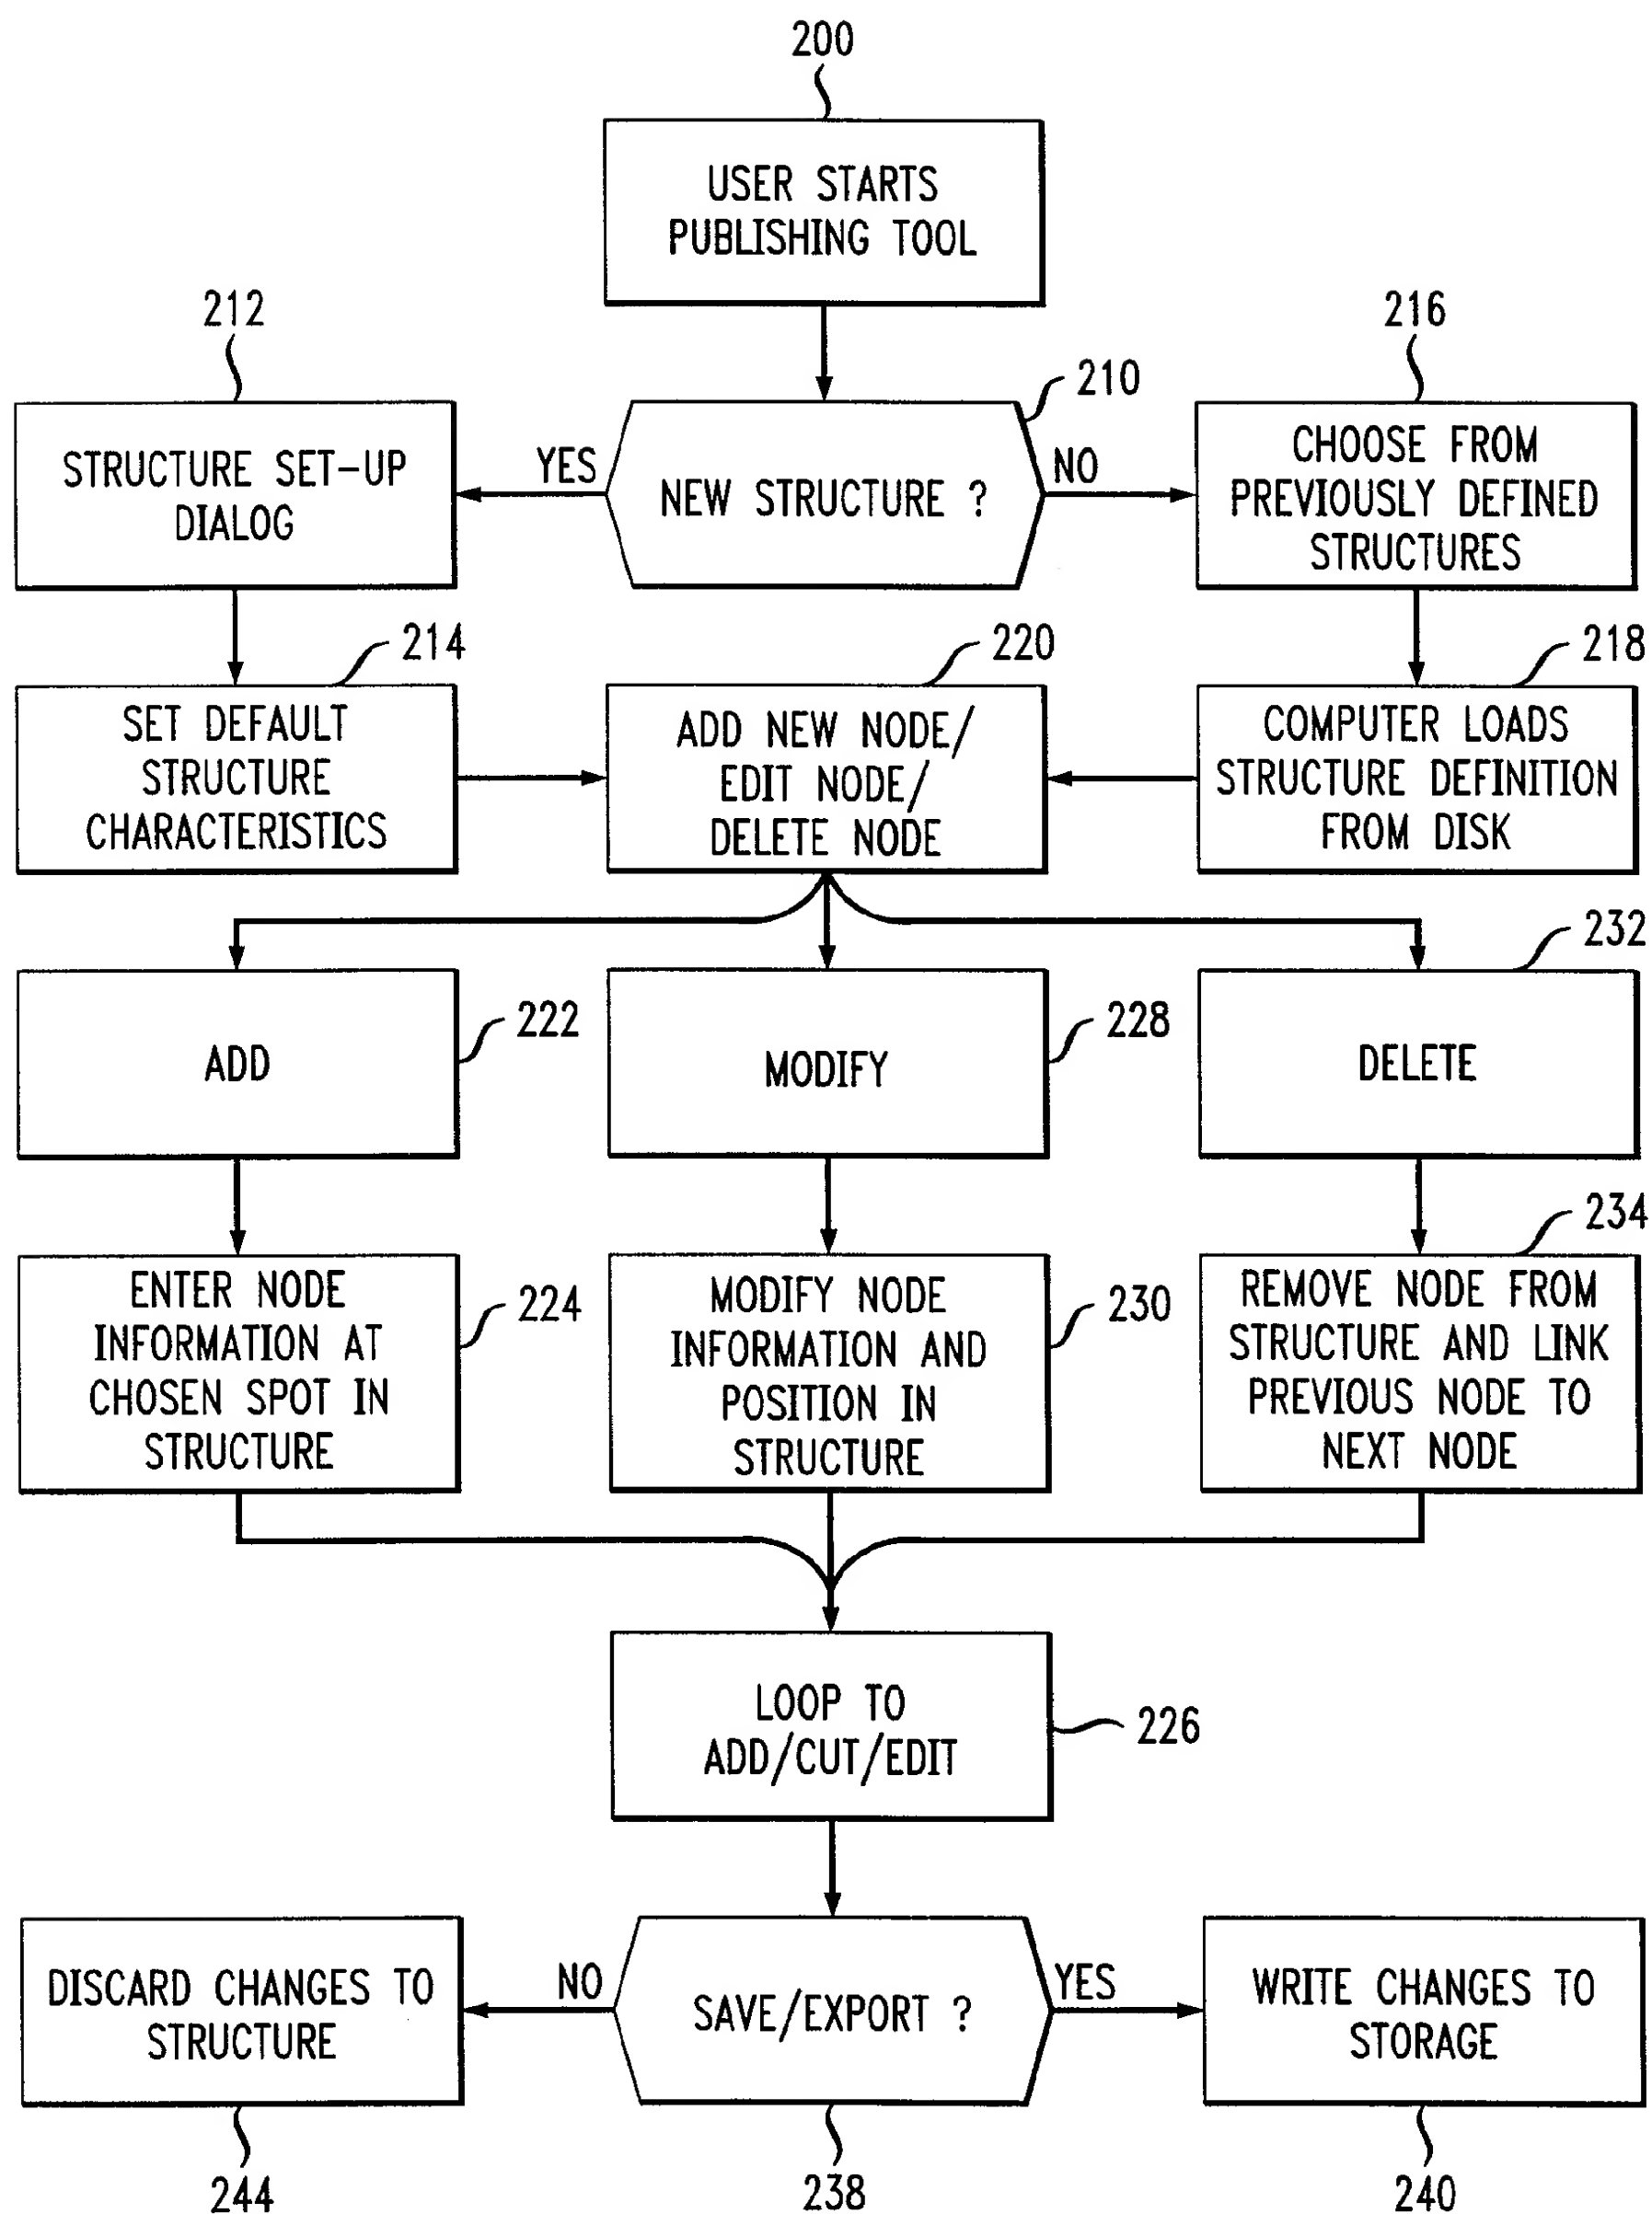 200
USER STARTS
PUBLISHING TOOL
212
216
210
STRUCTURE SET-UP
DIALOG
YES
NEW STRUCTURE ?
NO
CHOOSE FROM
PREVIOUSLY DEFINED
STRUCTURES
214
220
218
SET DEFAULT
STRUCTURE
CHARACTERISTICS
ADD NEW NODE/
EDIT NODE/
DELETE NODE
COMPUTER LOADS
STRUCTURE DEFINITION
FROM DISK
232
ADD
222
MODIFY
228
DELETE
234
ENTER NODE
INFORMATION AT
CHOSEN SPOT IN
STRUCTURE
224
MODIFY NODE
INFORMATION AND
POSITION IN
STRUCTURE
230
REMOVE NODE FROM
STRUCTURE AND LINK
PREVIOUS NODE TO
NEXT NODE
LOOP TO
ADD/CUT/EDIT
226
DISCARD CHANGES TO
STRUCTURE
NO
SAVE/EXPORT ?
YES
WRITE CHANGES TO
STORAGE
244
238
240